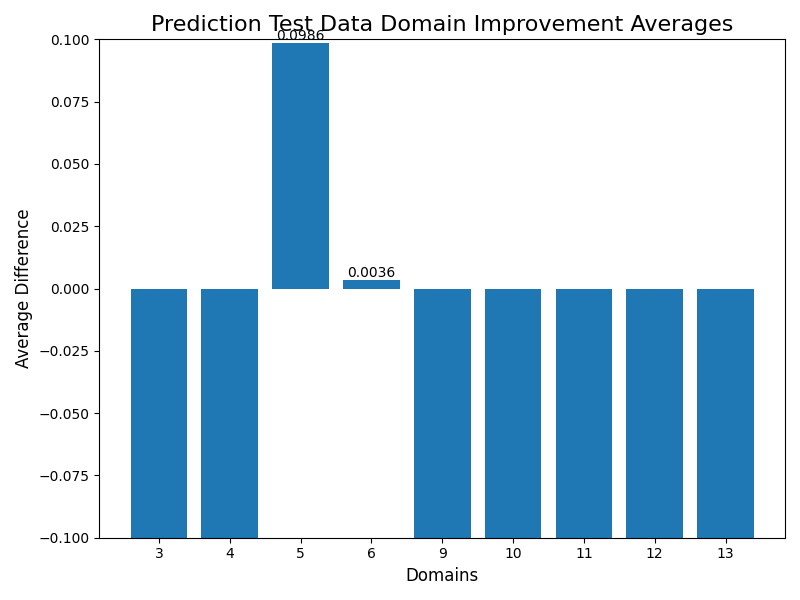 Prediction Test Data Domain Improvement Averages
0.0986
0.0036
0.100
0.075
0.050
0.025
0.000
−0.025
−0.050
−0.075
−0.100
Average Difference
3 4 5 6 9 10 11 12 13
Domains